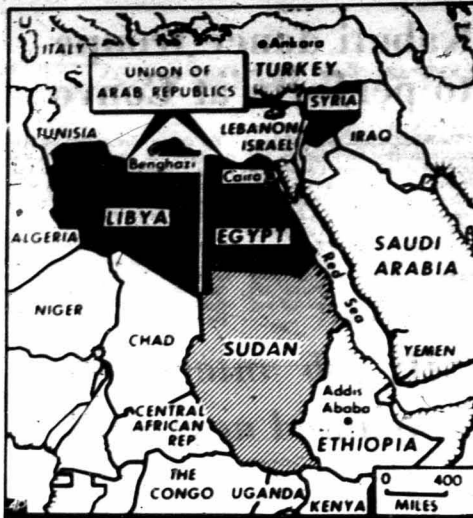 ITALY
Ankara
TURKEY
UNION OF
ARAB REPUBLICS
SYRIA
LEBANON
ISRAEL
IRAQ
TUNISIA
Benghazi
Cairo
LIBYA
EGYPT
ALGERIA
SAUDI
ARABIA
Red Sea
NIGER
CHAD
SUDAN
YEMEN
Addis
Ababa
CENTRAL
AFRICAN
REP.
ETHIOPIA
THE
CONGO
UGANDA
KENYA
0 400
MILES